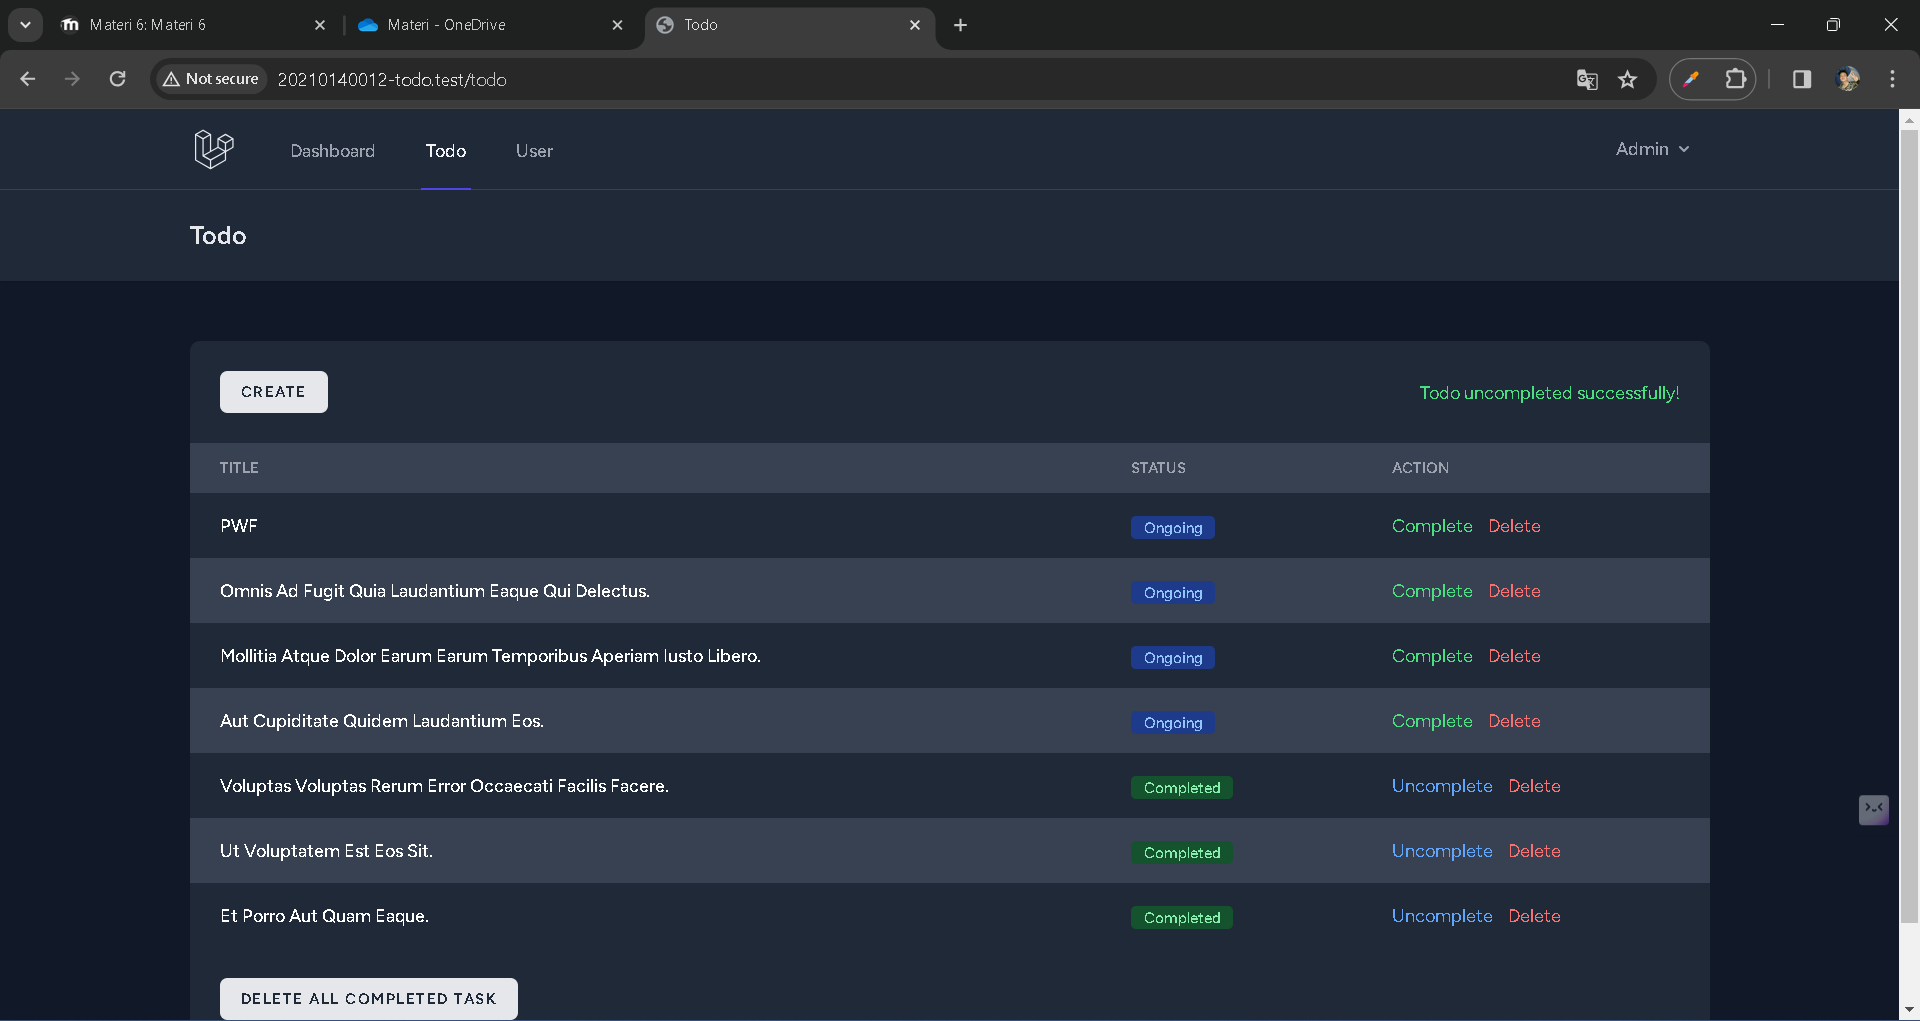 Materi 6: Materi 6
Materi - OneDrive
Todo
Not secure
20210140012-todo.test/todo
Dashboard
Todo
User
Admin
Todo
CREATE
Todo uncompleted successfully!
TITLE STATUS ACTION
PWF Ongoing Complete Delete
Omnis Ad Fugit Quia Laudantium Eaque Qui Delectus. Ongoing Complete Delete
Mollitia Atque Dolor Earum Earum Temporibus Aperiam Iusto Libero. Ongoing Complete Delete
Aut Cupiditate Quidem Laudantium Eos. Ongoing Complete Delete
Voluptas Voluptas Rerum Error Occaecati Facilis Facere. Completed Uncomplete Delete
Ut Voluptatem Est Eos Sit. Completed Uncomplete Delete
Et Porro Aut Quam Eaque. Completed Uncomplete Delete
DELETE ALL COMPLETED TASK